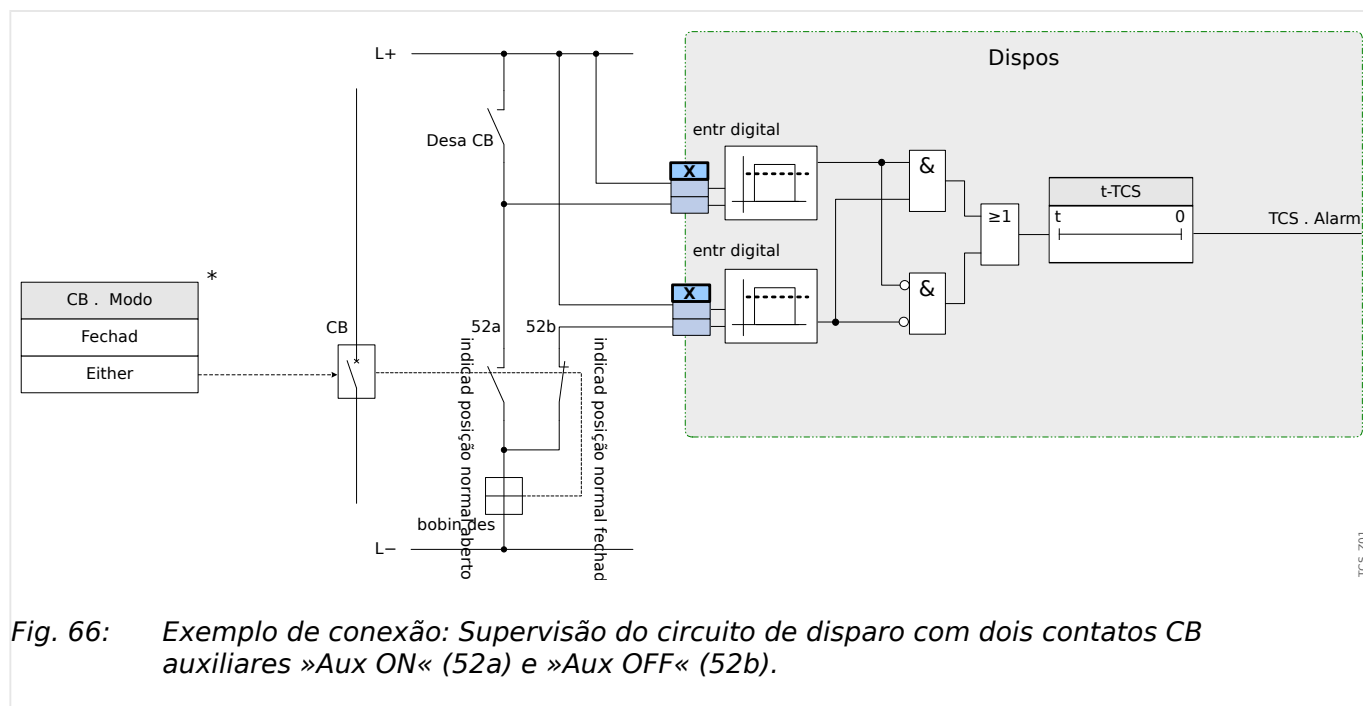 L+
Dispos
entr digital
Desa CB
X
&
t-TCS
t
0
≥1
TCS . Alarm
entr digital
*
X
&
CB . Modo
Fechad
Either
CB
52a
52b
indicad posição normal aberto
indicad posição normal fechad
bobin des
L−
TCS_Z01
Fig. 66: Exemplo de conexão: Supervisão do circuito de disparo com dois contatos CB
auxiliares »Aux ON« (52a) e »Aux OFF« (52b).